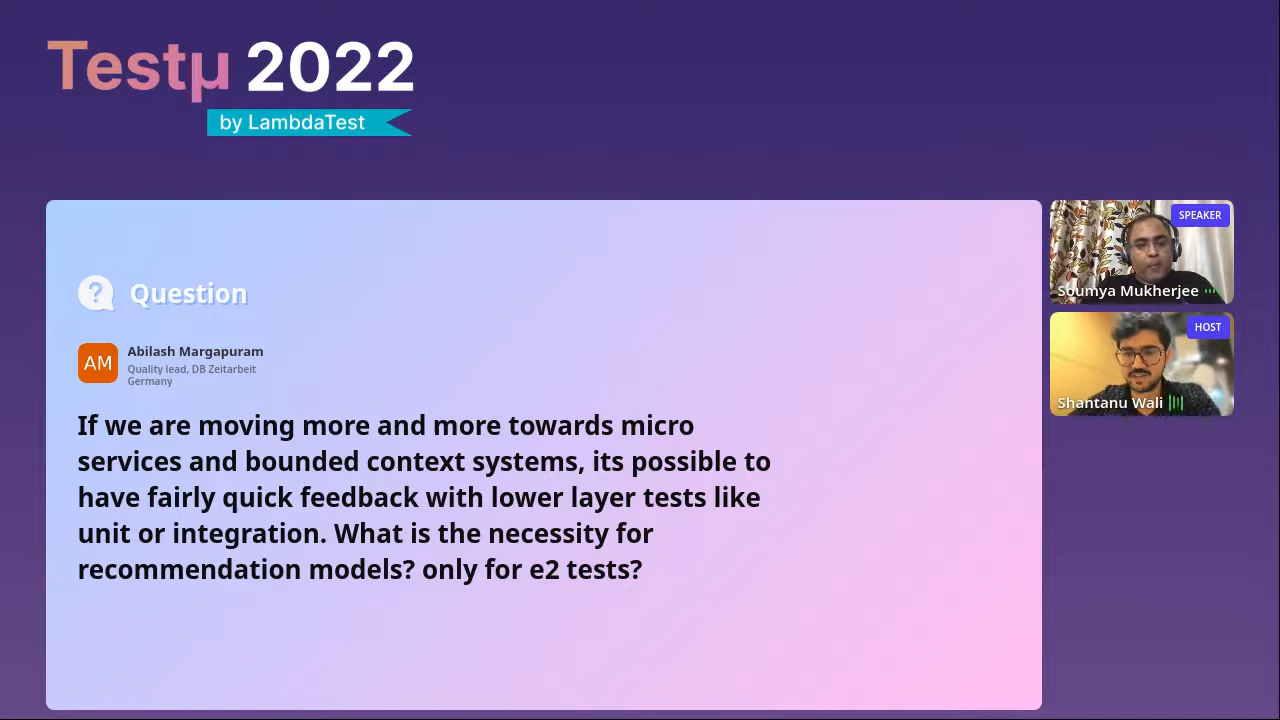 Testμ 2022
by LambdaTest
SPEAKER
Soumya Mukherjee
HOST
Shantanu Wali
? Question
AM
Abilash Margapuram
Quality lead, DB Zeitarbeit
Germany
If we are moving more and more towards micro
services and bounded context systems, its possible to
have fairly quick feedback with lower layer tests like
unit or integration. What is the necessity for
recommendation models? only for e2 tests?